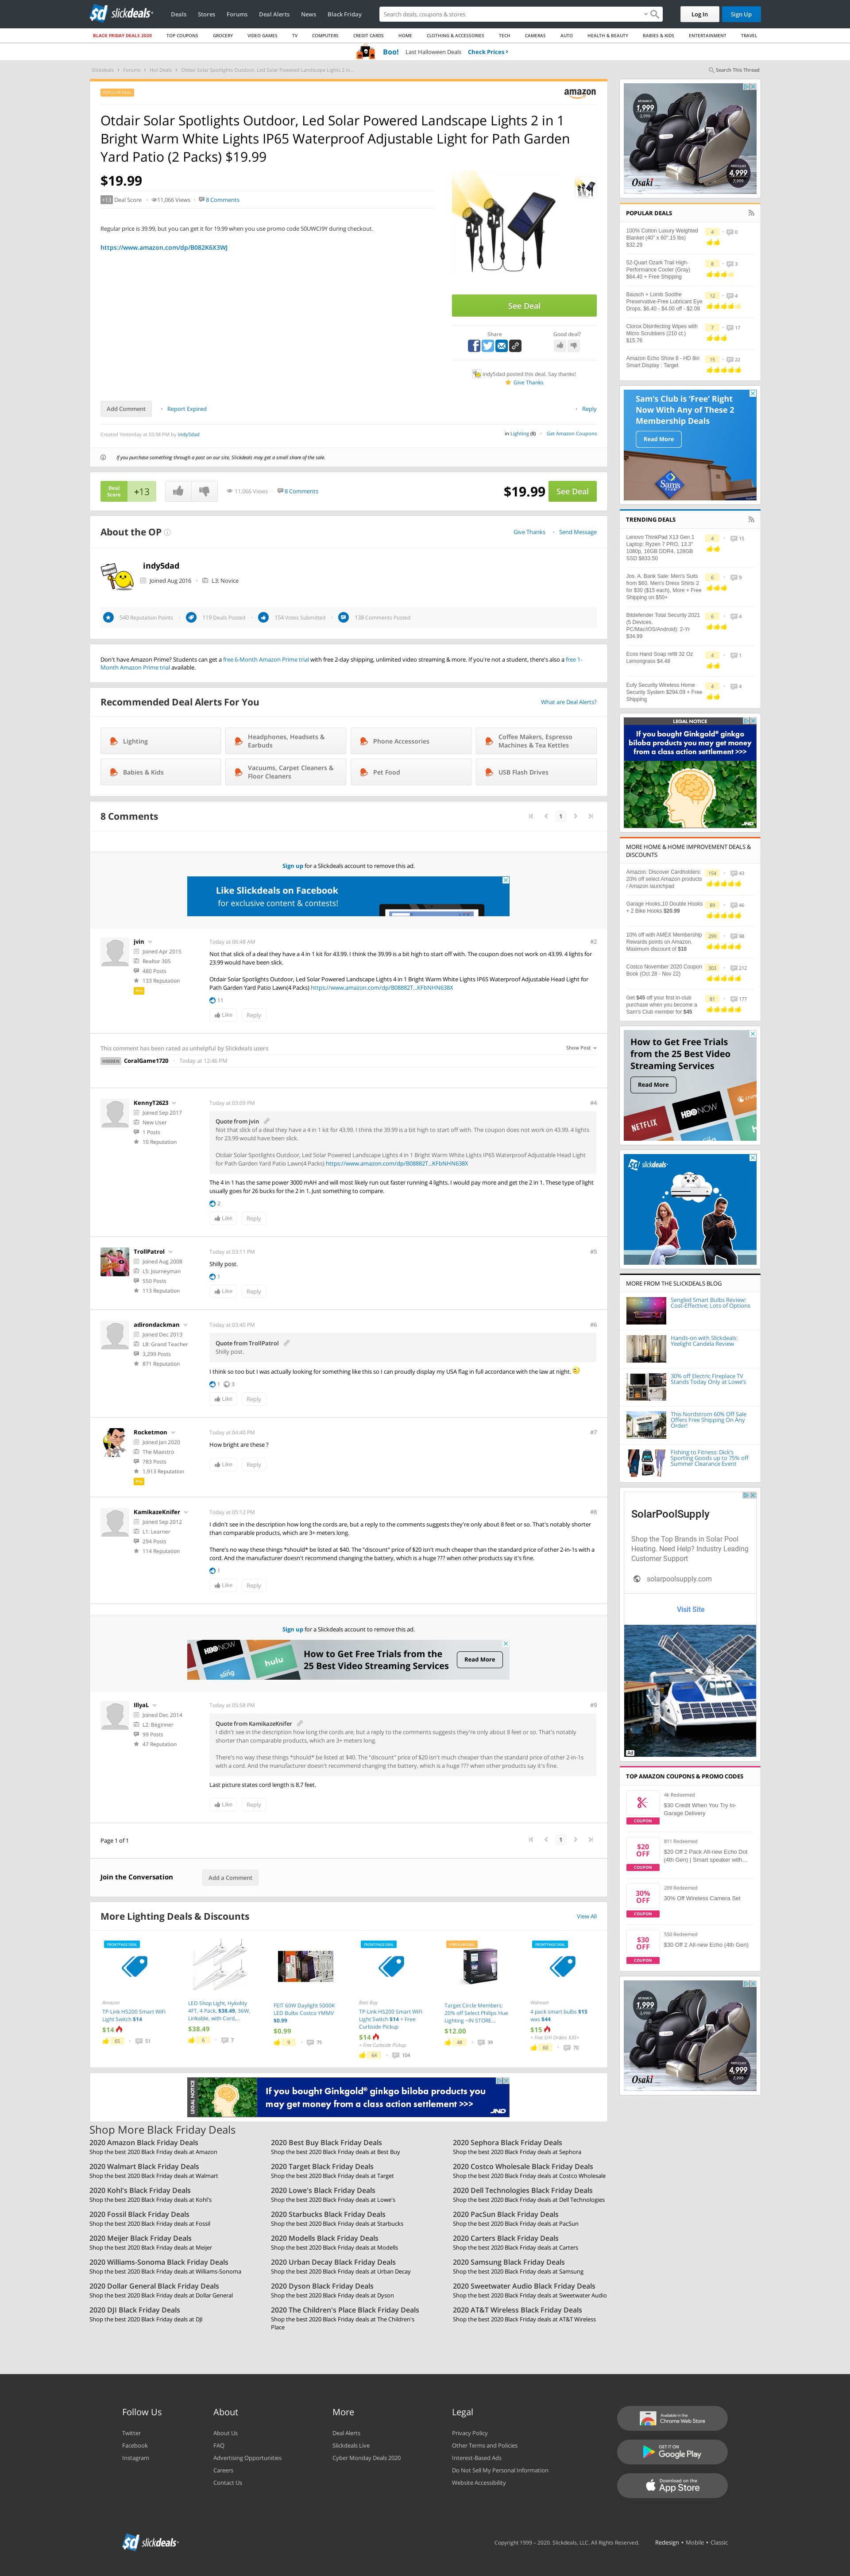 slickdeals
Deals Stores Forums Deal Alerts News Black Friday
Search deals, coupons & stores
Log In Sign Up
BLACK FRIDAY DEALS 2020 TOP COUPONS GROCERY VIDEO GAMES TV COMPUTERS CREDIT CARDS HOME CLOTHING & ACCESSORIES TECH CAMERAS AUTO HEALTH & BEAUTY BABIES & KIDS ENTERTAINMENT TRAVEL
Boo! Last Halloween Deals Check Prices
Slickdeals Forums Hot Deals Otdair Solar Spotlights Outdoor, Led Solar Powered Landscape Lights 2 in...
Search This Thread
POPULAR DEAL
amazon
Otdair Solar Spotlights Outdoor, Led Solar Powered Landscape Lights 2 in 1
Bright Warm White Lights IP65 Waterproof Adjustable Light for Path Garden
Yard Patio (2 Packs) $19.99
$19.99
+13 Deal Score 11,066 Views 8 Comments
Regular price is 39.99, but you can get it for 19.99 when you use promo code 50UWCI9Y during checkout.
https://www.amazon.com/dp/B082K6X3WJ
See Deal
Share Good deal?
indy5dad posted this deal. Say thanks!
Give Thanks
Add Comment Report Expired Reply
Created Yesterday at 03:56 PM by indy5dad
in Lighting (8) Get Amazon Coupons
If you purchase something through a post on our site, Slickdeals may get a small share of the sale.
Deal Score +13 11,066 Views 8 Comments $19.99 See Deal
About the OP Give Thanks Send Message
indy5dad
Joined Aug 2016 L3: Novice
540 Reputation Points 119 Deals Posted 154 Votes Submitted 138 Comments Posted
Don't have Amazon Prime? Students can get a free 6-Month Amazon Prime trial with free 2-day shipping, unlimited video streaming & more. If you're not a student, there's also a free 1-
Month Amazon Prime trial available.
Recommended Deal Alerts For You What are Deal Alerts?
Lighting
Headphones, Headsets & Earbuds
Phone Accessories
Coffee Makers, Espresso Machines & Tea Kettles
Babies & Kids
Vacuums, Carpet Cleaners & Floor Cleaners
Pet Food
USB Flash Drives
8 Comments 1
Sign up for a Slickdeals account to remove this ad.
Like Slickdeals on Facebook
for exclusive content & contests!
jvin Today at 06:48 AM #2
Joined Apr 2015
Realtor 305
480 Posts
133 Reputation
Pro
Not that slick of a deal they have a 4 in 1 kit for 43.99. I think the 39.99 is a bit high to start off with. The coupon does not work on 43.99. 4 lights for
23.99 would have been slick.
Otdair Solar Spotlights Outdoor, Led Solar Powered Landscape Lights 4 in 1 Bright Warm White Lights IP65 Waterproof Adjustable Head Light for
Path Garden Yard Patio Lawn(4 Packs) https://www.amazon.com/dp/B08882T...KFbNHN638X
11
Like Reply
This comment has been rated as unhelpful by Slickdeals users. Show Post
HIDDEN CoralGame1720 Today at 12:46 PM
KennyT2623 Today at 03:09 PM #4
Joined Sep 2017
New User
1 Posts
10 Reputation
Quote from jvin
Not that slick of a deal they have a 4 in 1 kit for 43.99. I think the 39.99 is a bit high to start off with. The coupon does not work on 43.99. 4 lights
for 23.99 would have been slick.
Otdair Solar Spotlights Outdoor, Led Solar Powered Landscape Lights 4 in 1 Bright Warm White Lights IP65 Waterproof Adjustable Head Light
for Path Garden Yard Patio Lawn(4 Packs) https://www.amazon.com/dp/B08882T...KFbNHN638X
The 4 in 1 has the same power 3000 mAH and will most likely run out faster running 4 lights. I would pay more and get the 2 in 1. These type of light
usually goes for 26 bucks for the 2 in 1. Just something to compare.
2
Like Reply
TrollPatrol Today at 03:11 PM #5
Joined Aug 2008
L5: Journeyman
550 Posts
113 Reputation
Shilly post.
1
Like Reply
adirondackman Today at 03:40 PM #6
Joined Dec 2013
L8: Grand Teacher
3,299 Posts
871 Reputation
Quote from TrollPatrol
Shilly post.
I think so too but I was actually looking for something like this so I can proudly display my USA flag in full accordance with the law at night.
1 3
Like Reply
Rocketmon Today at 04:40 PM #7
Joined Jan 2020
The Maestro
783 Posts
1,913 Reputation
Pro
How bright are these ?
Like Reply
KamikazeKnifer Today at 05:12 PM #8
Joined Sep 2012
L1: Learner
294 Posts
114 Reputation
I didn't see in the description how long the cords are, but a reply to the comments suggests they're only about 8 feet or so. That's notably shorter
than comparable products, which are 3+ meters long.
There's no way these things *should* be listed at $40. The "discount" price of $20 isn't much cheaper than the standard price of other 2-in-1s with a
cord. And the manufacturer doesn't recommend changing the battery, which is a huge ??? when other products say it's fine.
1
Like Reply
Sign up for a Slickdeals account to remove this ad.
How to Get Free Trials from the
25 Best Video Streaming Services
Read More
IllyaL Today at 05:58 PM #9
Joined Dec 2014
L2: Beginner
99 Posts
47 Reputation
Quote from KamikazeKnifer
I didn't see in the description how long the cords are, but a reply to the comments suggests they're only about 8 feet or so. That's notably
shorter than comparable products, which are 3+ meters long.
There's no way these things *should* be listed at $40. The "discount" price of $20 isn't much cheaper than the standard price of other 2-in-1s
with a cord. And the manufacturer doesn't recommend changing the battery, which is a huge ??? when other products say it's fine.
Last picture states cord length is 8.7 feet.
Like Reply
Page 1 of 1 1
Join the Conversation Add a Comment
More Lighting Deals & Discounts View All
FRONTPAGE DEAL
Amazon
TP-Link HS200 Smart WiFi Light Switch $14
$14
65 51
LED Shop Light, Hykolity 4FT, 4 Pack, $38.49, 36W, Linkable, with Cord...
$38.49
6 7
FEIT 60W Daylight 5000K LED Bulbs Costco YMMV $0.99
$0.99
9 75
FRONTPAGE DEAL
Best Buy
TP-Link HS200 Smart WiFi Light Switch $14 + Free Curbside Pickup
$14
+ Free Curbside Pickup
64 104
POPULAR DEAL
Target Circle Members: 20% off Select Philips Hue Lighting ~IN STORE...
$12.00
48 39
FRONTPAGE DEAL
Walmart
4 pack smart bulbs $15 was $44
$15
+ Free S/H Orders $35+
60 70
LEGAL NOTICE
If you bought Ginkgold® ginkgo biloba products you
may get money from a class action settlement >>>
JND
Shop More Black Friday Deals
2020 Amazon Black Friday Deals
Shop the best 2020 Black Friday deals at Amazon
2020 Best Buy Black Friday Deals
Shop the best 2020 Black Friday deals at Best Buy
2020 Sephora Black Friday Deals
Shop the best 2020 Black Friday deals at Sephora
2020 Walmart Black Friday Deals
Shop the best 2020 Black Friday deals at Walmart
2020 Target Black Friday Deals
Shop the best 2020 Black Friday deals at Target
2020 Costco Wholesale Black Friday Deals
Shop the best 2020 Black Friday deals at Costco Wholesale
2020 Kohl's Black Friday Deals
Shop the best 2020 Black Friday deals at Kohl's
2020 Lowe's Black Friday Deals
Shop the best 2020 Black Friday deals at Lowe's
2020 Dell Technologies Black Friday Deals
Shop the best 2020 Black Friday deals at Dell Technologies
2020 Fossil Black Friday Deals
Shop the best 2020 Black Friday deals at Fossil
2020 Starbucks Black Friday Deals
Shop the best 2020 Black Friday deals at Starbucks
2020 PacSun Black Friday Deals
Shop the best 2020 Black Friday deals at PacSun
2020 Meijer Black Friday Deals
Shop the best 2020 Black Friday deals at Meijer
2020 Modells Black Friday Deals
Shop the best 2020 Black Friday deals at Modells
2020 Carters Black Friday Deals
Shop the best 2020 Black Friday deals at Carters
2020 Williams-Sonoma Black Friday Deals
Shop the best 2020 Black Friday deals at Williams-Sonoma
2020 Urban Decay Black Friday Deals
Shop the best 2020 Black Friday deals at Urban Decay
2020 Samsung Black Friday Deals
Shop the best 2020 Black Friday deals at Samsung
2020 Dollar General Black Friday Deals
Shop the best 2020 Black Friday deals at Dollar General
2020 Dyson Black Friday Deals
Shop the best 2020 Black Friday deals at Dyson
2020 Sweetwater Audio Black Friday Deals
Shop the best 2020 Black Friday deals at Sweetwater Audio
2020 DJI Black Friday Deals
Shop the best 2020 Black Friday deals at DJI
2020 The Children's Place Black Friday Deals
Shop the best 2020 Black Friday deals at The Children's
Place
2020 AT&T Wireless Black Friday Deals
Shop the best 2020 Black Friday deals at AT&T Wireless
1,999
Osaki
4,999
7,999
POPULAR DEALS
100% Cotton Luxury Weighted Blanket (40" x 60";15 lbs) $32.29
4 0
52-Quart Ozark Trail High-Performance Cooler (Gray) $64.40 + Free Shipping
8 3
Bausch + Lomb Soothe Preservative-Free Lubricant Eye Drops, $6.40 - $4.00 off - $2.08
12 4
Clorox Disinfecting Wipes with Micro Scrubbers (210 ct.) $15.76
7 17
Amazon Echo Show 8 - HD 8in Smart Display : Target
15 22
Sam's Club is 'Free' Right
Now With Any of These 2
Membership Deals
Read More
TRENDING DEALS
Lenovo ThinkPad X13 Gen 1 Laptop: Ryzen 7 PRO, 13.3" 1080p, 16GB DDR4, 128GB SSD $833.50
4 15
Jos. A. Bank Sale: Men's Suits from $60, Men's Dress Shirts 2 for $30 ($15 each), More + Free Shipping on $50+
6 9
Bitdefender Total Security 2021 (5 Devices, PC/Mac/iOS/Android): 2-Yr $34.99
6 4
Ecos Hand Soap refill 32 Oz Lemongrass $4.48
4 1
Eufy Security Wireless Home Security System $294.09 + Free Shipping
4 4
LEGAL NOTICE
If you bought Ginkgold® ginkgo
biloba products you may get money
from a class action settlement >>>
JND
MORE HOME & HOME IMPROVEMENT DEALS &
DISCOUNTS
Amazon: Discover Cardholders: 20% off select Amazon products / Amazon launchpad
154 43
Garage Hooks,10 Double Hooks + 2 Bike Hooks $20.99
89 46
10% off with AMEX Membership Rewards points on Amazon. Maximum discount of $10
299 98
Costco November 2020 Coupon Book (Oct 28 - Nov 22)
303 212
Get $45 off your first in-club purchase when you become a Sam's Club member for $45
81 177
How to Get Free Trials
from the 25 Best Video
Streaming Services
Read More
NETFLIX HBO NOW
slickdeals
MORE FROM THE SLICKDEALS BLOG
Sengled Smart Bulbs Review: Cost-Effective; Lots of Options
Hands-on with Slickdeals: Yeelight Candela Review
30% off Electric Fireplace TV Stands Today Only at Lowe's
This Nordstrom 60% Off Sale Offers Free Shipping On Any Order!
Fishing to Fitness: Dick's Sporting Goods up to 75% off Summer Clearance Event
SolarPoolSupply
Shop the Top Brands in Solar Pool
Heating. Need Help? Industry Leading
Customer Support
solarpoolsupply.com
Visit Site
Ad
TOP AMAZON COUPONS & PROMO CODES
4k Redeemed
$30 Credit When You Try In-Garage Delivery
COUPON
$20 OFF
811 Redeemed
$20 Off 2 Pack All-new Echo Dot (4th Gen) | Smart speaker with...
COUPON
30% OFF
209 Redeemed
30% Off Wireless Camera Set
COUPON
$30 OFF
550 Redeemed
$30 Off 2 All-new Echo (4th Gen)
COUPON
1,999
Osaki
4,999
7,999
Follow Us
Twitter
Facebook
Instagram
About
About Us
FAQ
Advertising Opportunities
Careers
Contact Us
More
Deal Alerts
Slickdeals Live
Cyber Monday Deals 2020
Legal
Privacy Policy
Other Terms and Policies
Interest-Based Ads
Do Not Sell My Personal Information
Website Accessibility
Available in the
Chrome Web Store
GET IT ON
Google Play
Download on the
App Store
slickdeals
Copyright 1999 – 2020. Slickdeals, LLC. All Rights Reserved. Redesign • Mobile • Classic